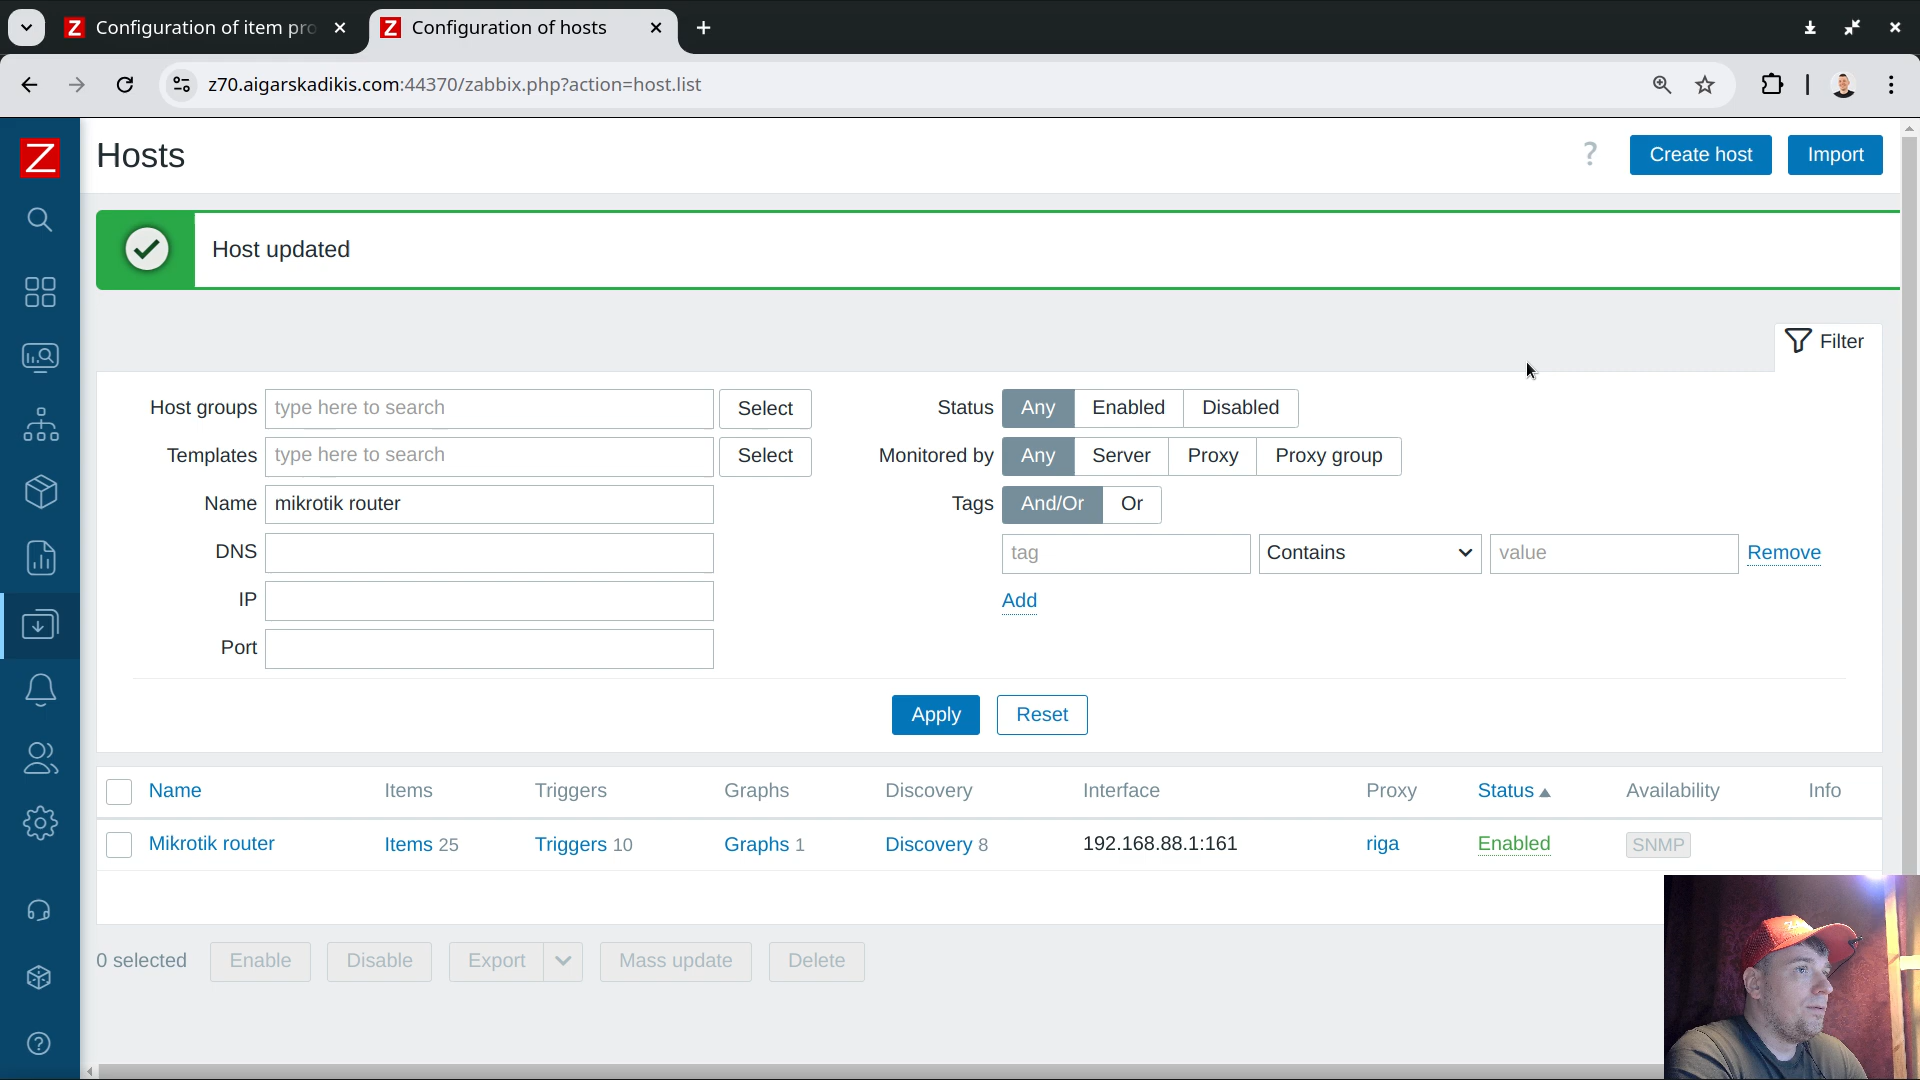 Z Configuration of item pro
Z Configuration of hosts
z70.aigarskadikis.com:44370/zabbix.php?action=host.list
Z
Hosts
? Create host Import
Host updated
Filter
Host groups type here to search Select
Status Any Enabled Disabled
Templates type here to search Select
Monitored by Any Server Proxy Proxy group
Name mikrotik router
Tags And/Or Or
DNS
tag Contains value Remove
IP
Add
Port
Apply Reset
Name Items Triggers Graphs Discovery Interface Proxy Status Availability Info
Mikrotik router Items 25 Triggers 10 Graphs 1 Discovery 8 192.168.88.1:161 riga Enabled SNMP
0 selected Enable Disable Export Mass update Delete
?